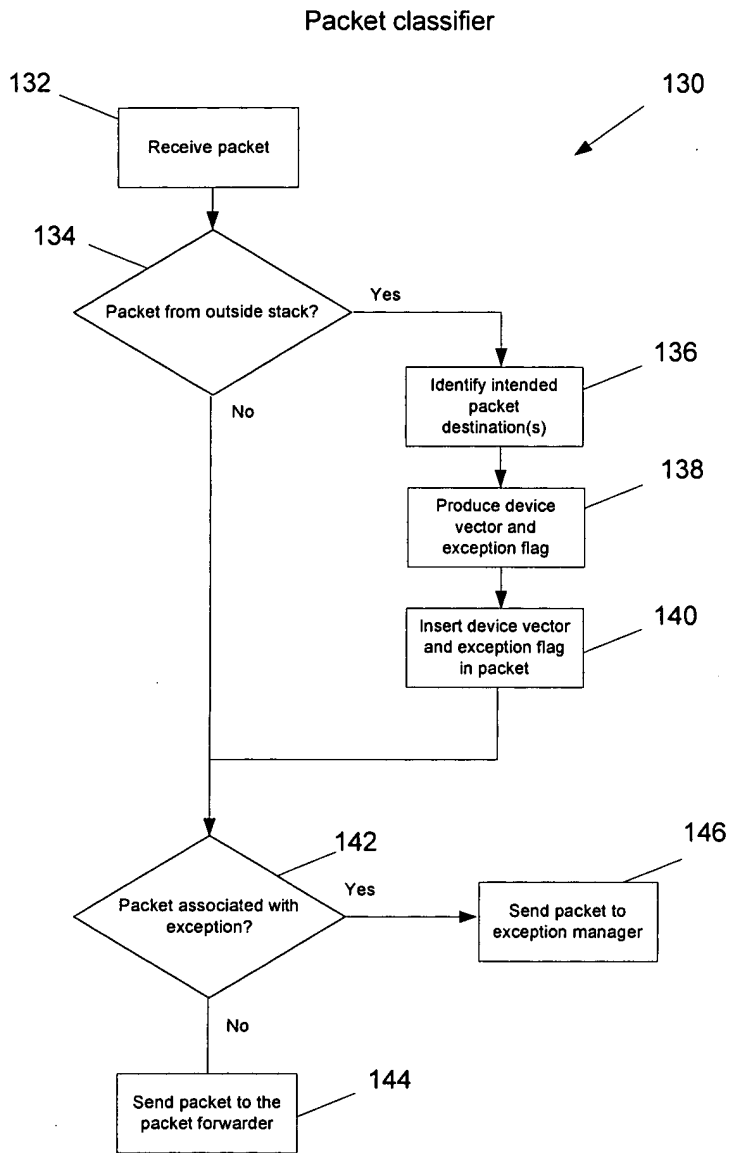 Packet classifier
132
130
Receive packet
134
Packet from outside stack?
Yes
No
136
Identify intended
packet
destination(s)
138
Produce device
vector and
exception flag
140
Insert device vector
and exception flag
in packet
142
Packet associated with
exception?
Yes
146
Send packet to
exception manager
No
144
Send packet to the
packet forwarder